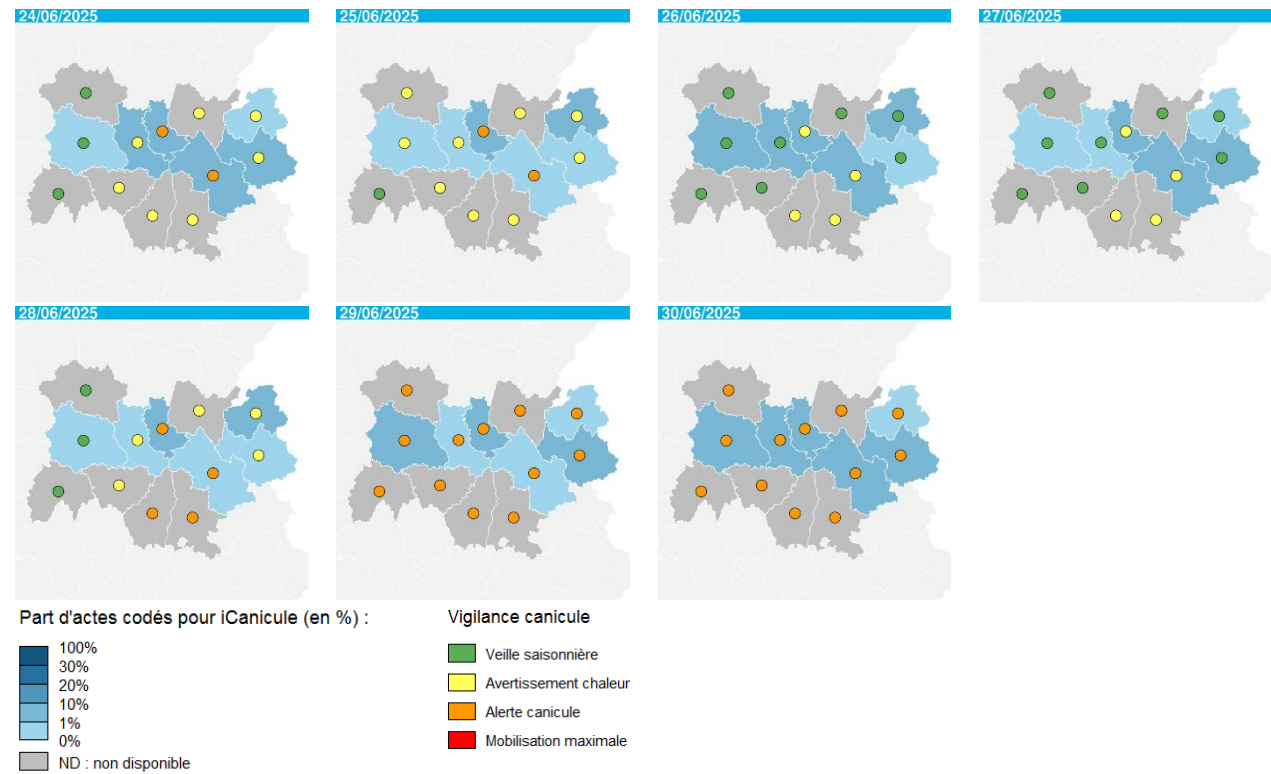 24/06/2025
25/06/2025
26/06/2025
27/06/2025
28/06/2025
29/06/2025
30/06/2025
Part d'actes codés pour iCanicule (en %) :
100%
30%
20%
10%
1%
0%
ND : non disponible
Vigilance canicule
Veille saisonnière
Avertissement chaleur
Alerte canicule
Mobilisation maximale